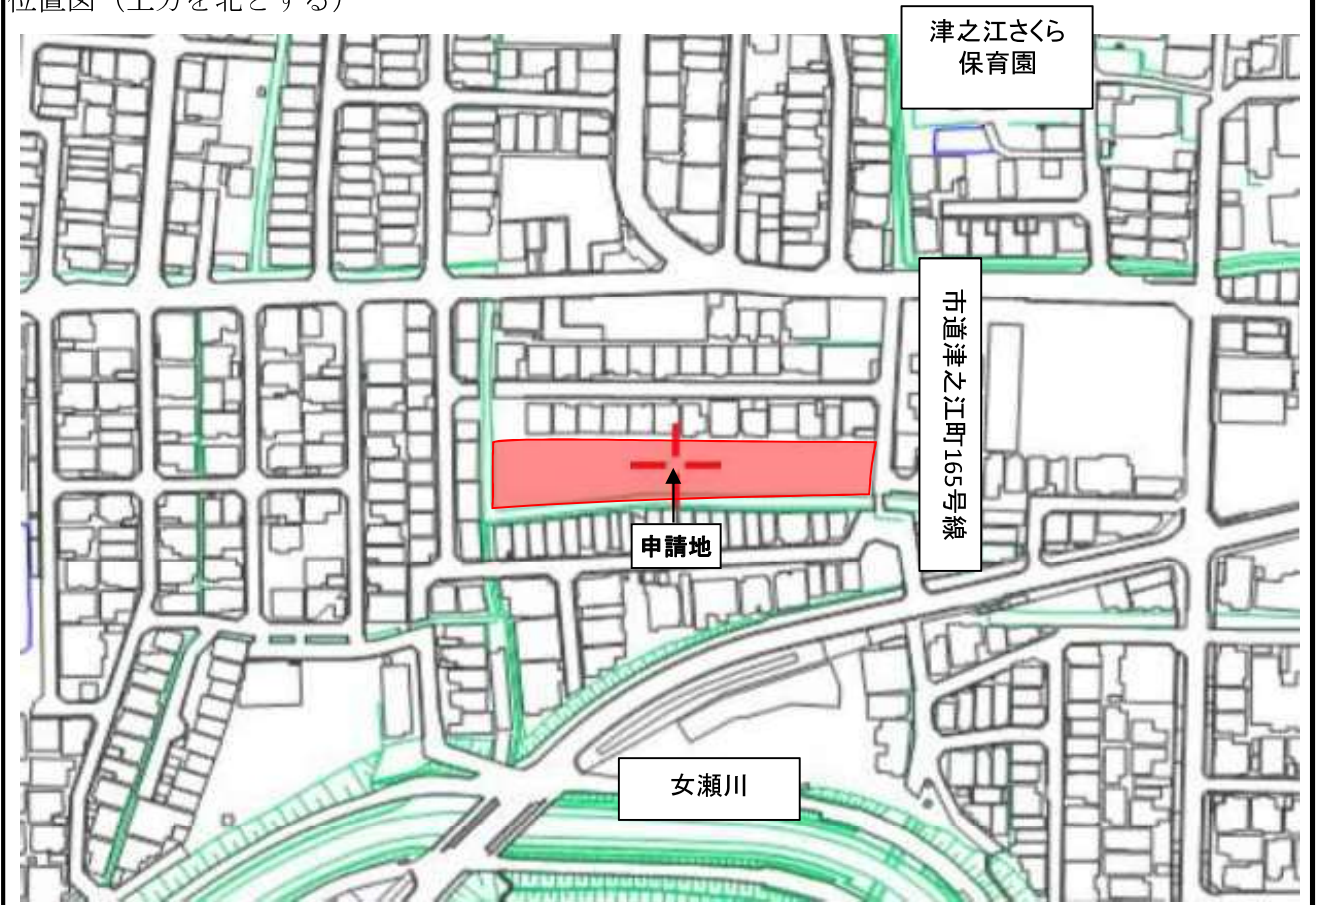 位置図（上方を北とする）
津之江さくら
保育園
市道津之江町165号線
申請地
女瀬川